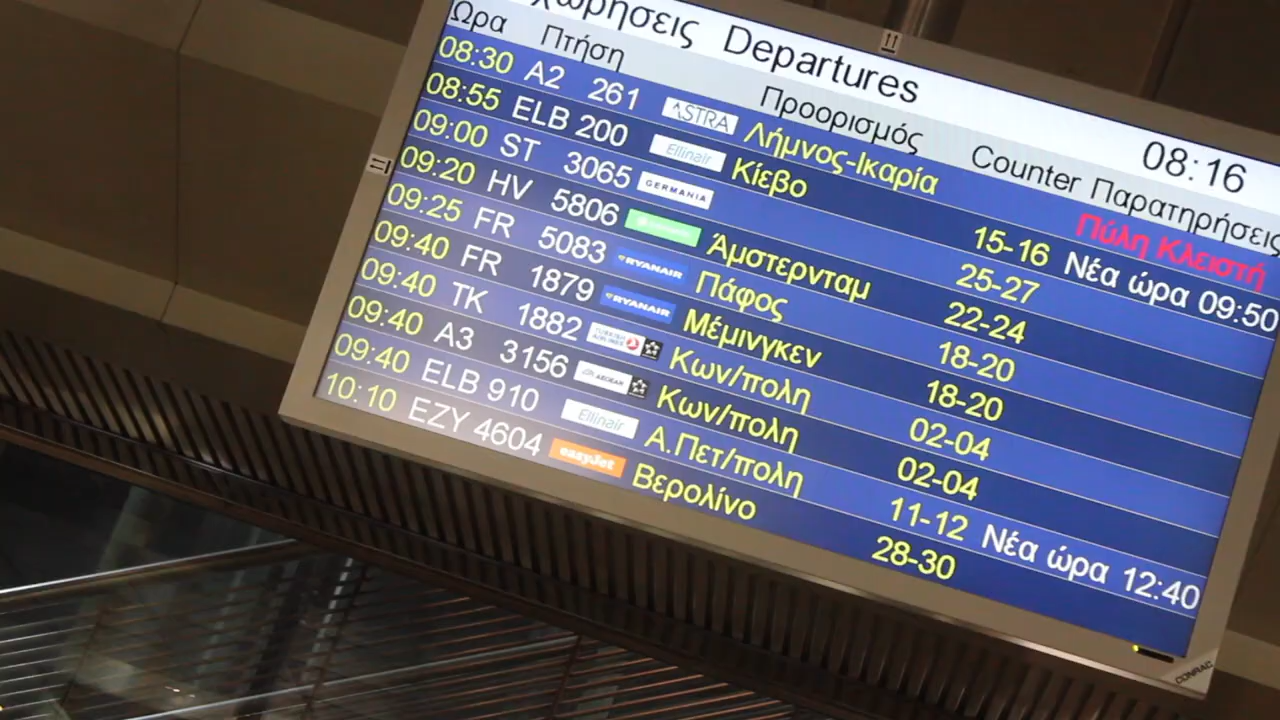 χωρήσεις Departures 08:16
Ώρα Πτήση Προορισμός Counter Παρατηρήσεις
08:30 A2 261 ASTRA Λήμνος-Ικαρία Πύλη Κλειστή
08:55 ELB 200 Ellinair Κίεβο 15-16 Νέα ώρα 09:50
09:00 ST 3065 GERMANIA 25-27
09:20 HV 5806 Άμστερνταμ 22-24
09:25 FR 5083 RYANAIR Πάφος 18-20
09:40 FR 1879 RYANAIR Μέμινγκεν 18-20
09:40 TK 1882 TURKISH AIRLINES Κων/πολη 02-04
09:40 A3 3156 AEGEAN Κων/πολη 02-04
09:40 ELB 910 Ellinair Α.Πετ/πολη 11-12 Νέα ώρα 12:40
10:10 EZY 4604 easyJet Βερολίνο 28-30
CONRAC